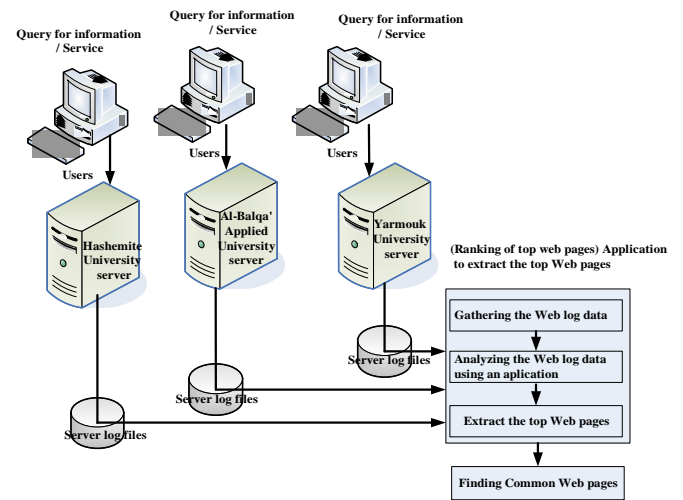 Query for information
/ Service
Query for information
/ Service
Query for information
/ Service
Users
Users
Users
Hashemite
University
server
Al-Balqa'
Applied
University
server
Yarmouk
University
server
(Ranking of top web pages) Application
to extract the top Web pages
Gathering the Web log data
Analyzing the Web log data
using an aplication
Extract the top Web pages
Server log files
Server log files
Server log files
Finding Common Web pages